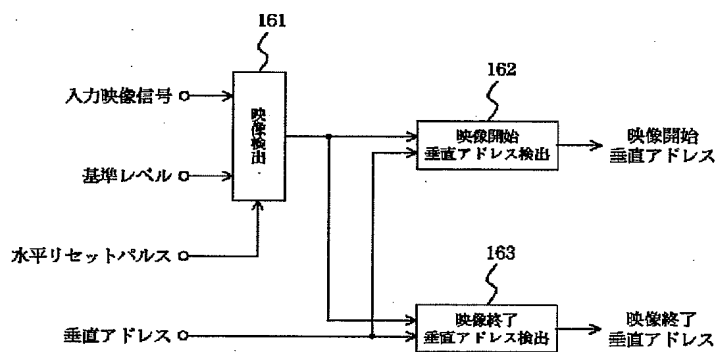 161
入力映像信号
映像検出
162
映像開始
垂直アドレス検出
映像開始
垂直アドレス
基準レベル
水平リセットパルス
163
垂直アドレス
映像終了
垂直アドレス検出
映像終了
垂直アドレス